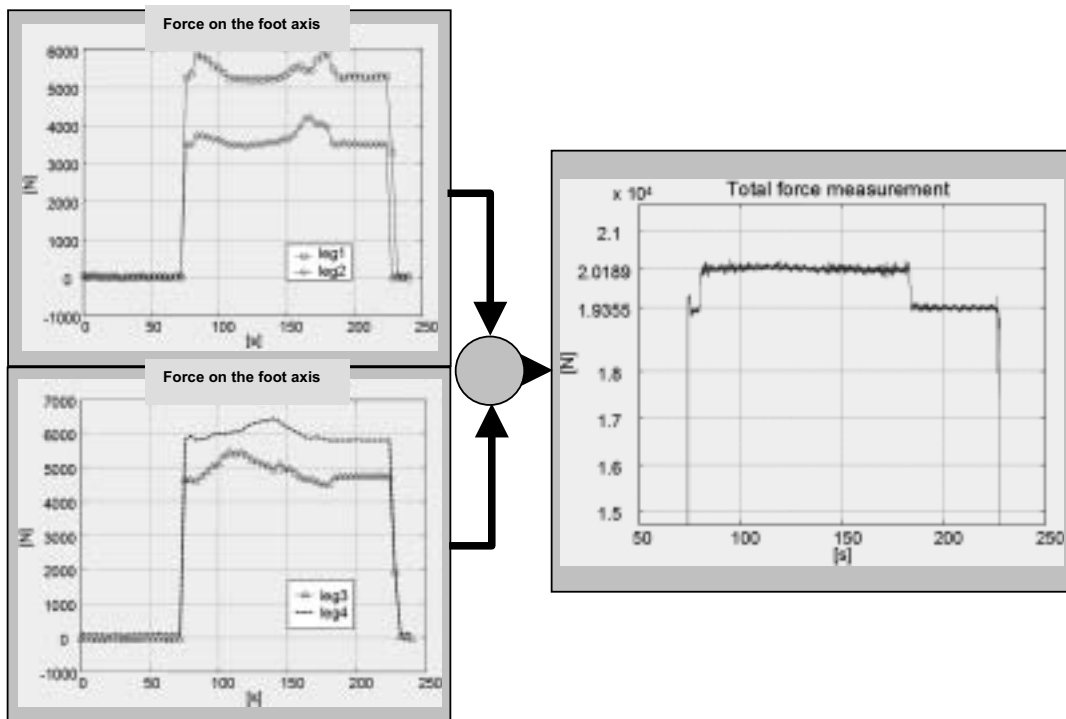 Force on the foot axis
6000
5000
4000
3000
2000
1000
0
-1000
[N]
leg1
leg2
0 50 100 150 200 250
[s]
Force on the foot axis
7000
6000
5000
4000
3000
2000
1000
0
-1000
[N]
leg3
leg4
0 50 100 150 200 250
[s]
Total force measurement
x 10⁴
2.1
2.0189
1.9355
1.8
1.7
1.6
1.5
[N]
50 100 150 200 250
[s]